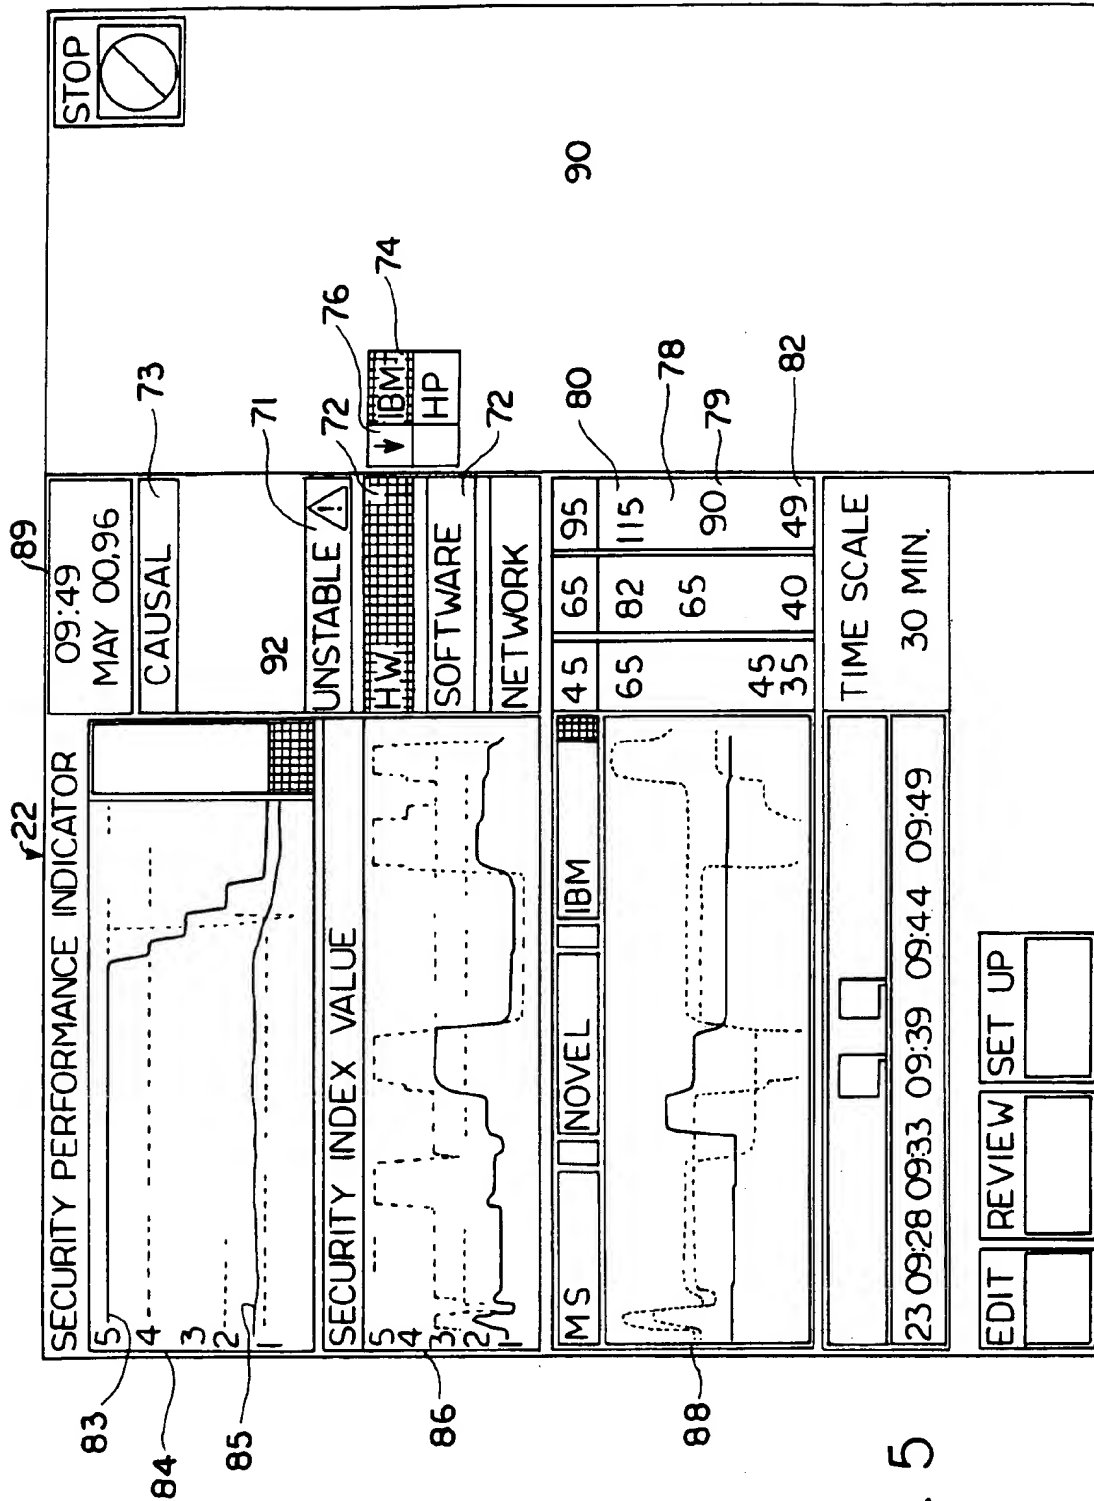 22
89
SECURITY PERFORMANCE INDICATOR
09:49
MAY 00,96
STOP
83
5
4
3
2
1
84
85
CAUSAL
73
92
71
UNSTABLE
SECURITY INDEX VALUE
72
76
74
HW
IBM
HP
SOFTWARE
72
NETWORK
5
4
3
2
1
86
90
MS
NOVEL
IBM
45
65
95
80
65
82
115
78
65
90
79
45
35
40
49
82
88
TIME SCALE
30 MIN.
23 09:28 09:33 09:39 09:44 09:49
EDIT
REVIEW
SET UP
. 5